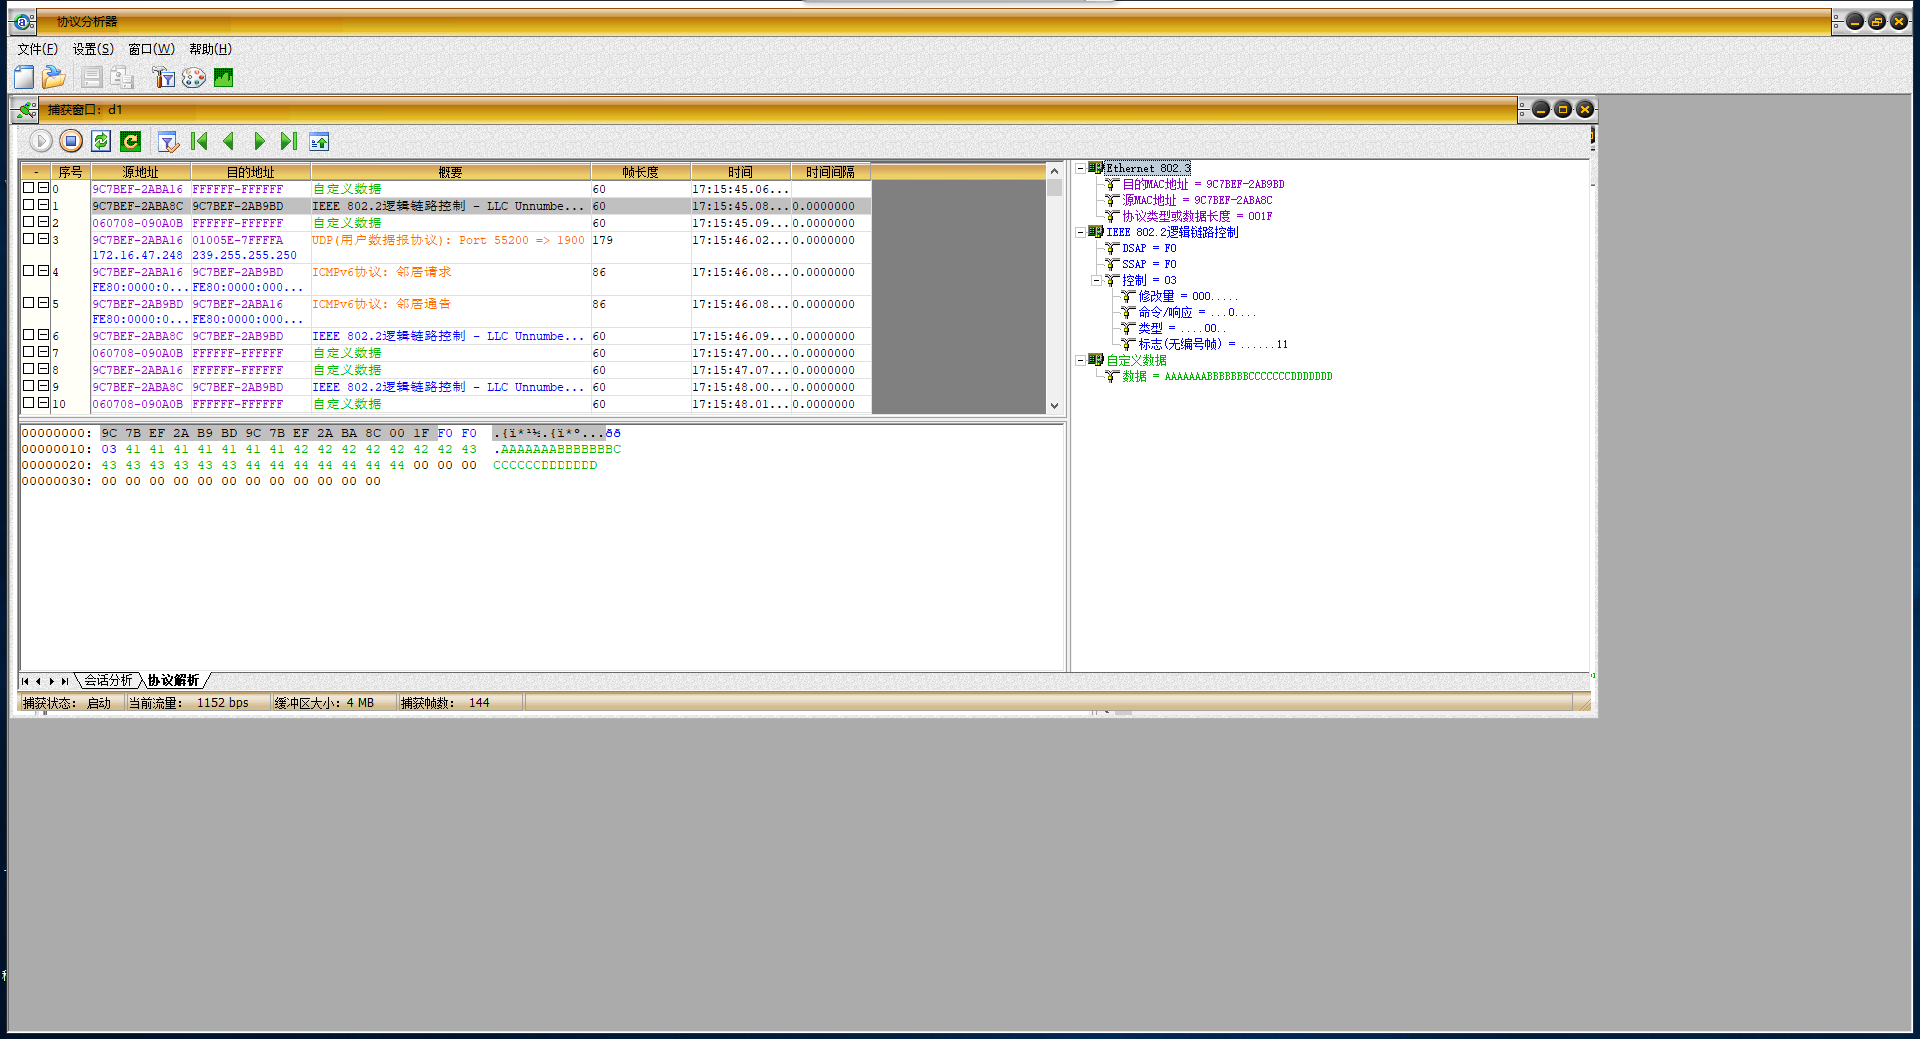 协议分析器
文件(F) 设置(S) 窗口(W) 帮助(H)
捕获窗口: d1
- 序号 源地址 目的地址 概要 帧长度 时间 时间间隔
0 9C7BEF-2ABA16 FFFFFF-FFFFFF 自定义数据 60 17:15:45.06...
1 9C7BEF-2ABA8C 9C7BEF-2AB9BD IEEE 802.2逻辑链路控制 - LLC Unnumbe... 60 17:15:45.08... 0.0000000
2 060708-090A0B FFFFFF-FFFFFF 自定义数据 60 17:15:45.09... 0.0000000
3 9C7BEF-2ABA16 01005E-7FFFFA UDP(用户数据报协议): Port 55200 => 1900 179 17:15:46.02... 0.0000000
172.16.47.248 239.255.255.250
4 9C7BEF-2ABA16 9C7BEF-2AB9BD ICMPv6协议: 邻居请求 86 17:15:46.08... 0.0000000
FE80:0000:0... FE80:0000:000...
5 9C7BEF-2AB9BD 9C7BEF-2ABA16 ICMPv6协议: 邻居通告 86 17:15:46.08... 0.0000000
FE80:0000:0... FE80:0000:000...
6 9C7BEF-2ABA8C 9C7BEF-2AB9BD IEEE 802.2逻辑链路控制 - LLC Unnumbe... 60 17:15:46.09... 0.0000000
7 060708-090A0B FFFFFF-FFFFFF 自定义数据 60 17:15:47.00... 0.0000000
8 9C7BEF-2ABA16 FFFFFF-FFFFFF 自定义数据 60 17:15:47.07... 0.0000000
9 9C7BEF-2ABA8C 9C7BEF-2AB9BD IEEE 802.2逻辑链路控制 - LLC Unnumbe... 60 17:15:48.00... 0.0000000
10 060708-090A0B FFFFFF-FFFFFF 自定义数据 60 17:15:48.01... 0.0000000
Ethernet 802.3
目的MAC地址 = 9C7BEF-2AB9BD
源MAC地址 = 9C7BEF-2ABA8C
协议类型或数据长度 = 001F
IEEE 802.2逻辑链路控制
DSAP = F0
SSAP = F0
控制 = 03
修改量 = 000.....
命令/响应 = ...0....
类型 = ....00..
标志(无编号帧) = ......11
自定义数据
数据 = AAAAAAABBBBBBBCCCCCCCDDDDDDD
00000000: 9C 7B EF 2A B9 BD 9C 7B EF 2A BA 8C 00 1F F0 F0 .{ï*¹½.{ï*º...ðð
00000010: 03 41 41 41 41 41 41 41 42 42 42 42 42 42 42 43 .AAAAAAABBBBBBBC
00000020: 43 43 43 43 43 43 44 44 44 44 44 44 44 00 00 00 CCCCCCDDDDDDD
00000030: 00 00 00 00 00 00 00 00 00 00 00 00
会话分析 协议解析
捕获状态: 启动 当前流量: 1152 bps 缓冲区大小: 4 MB 捕获帧数: 144